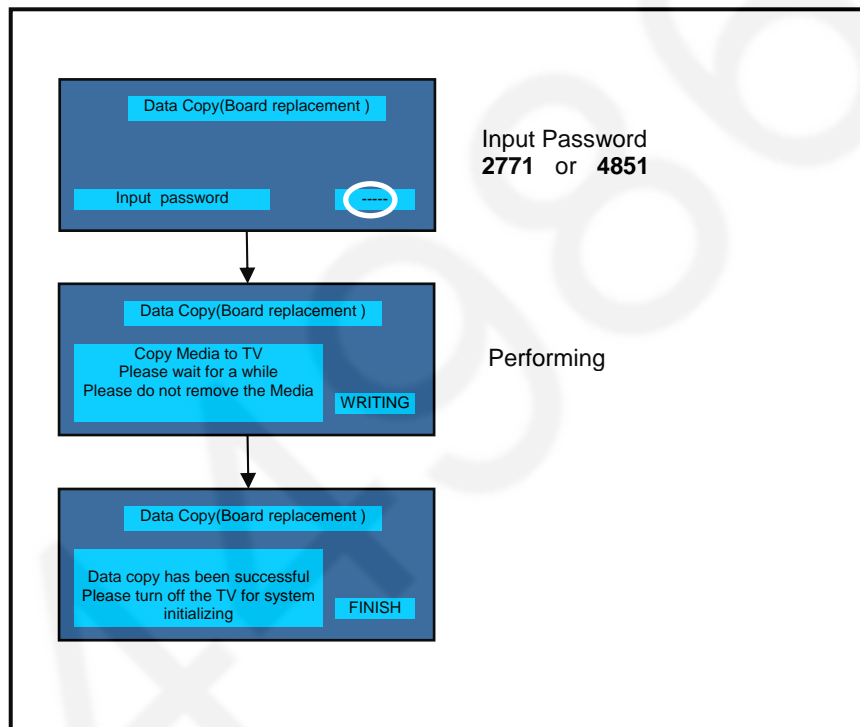 Data Copy(Board replacement )
Input Password
2771 or 4851
Input password
-----
Data Copy(Board replacement )
Copy Media to TV
Please wait for a while
Please do not remove the Media
WRITING
Performing
Data Copy(Board replacement )
Data copy has been successful
Please turn off the TV for system
initializing
FINISH